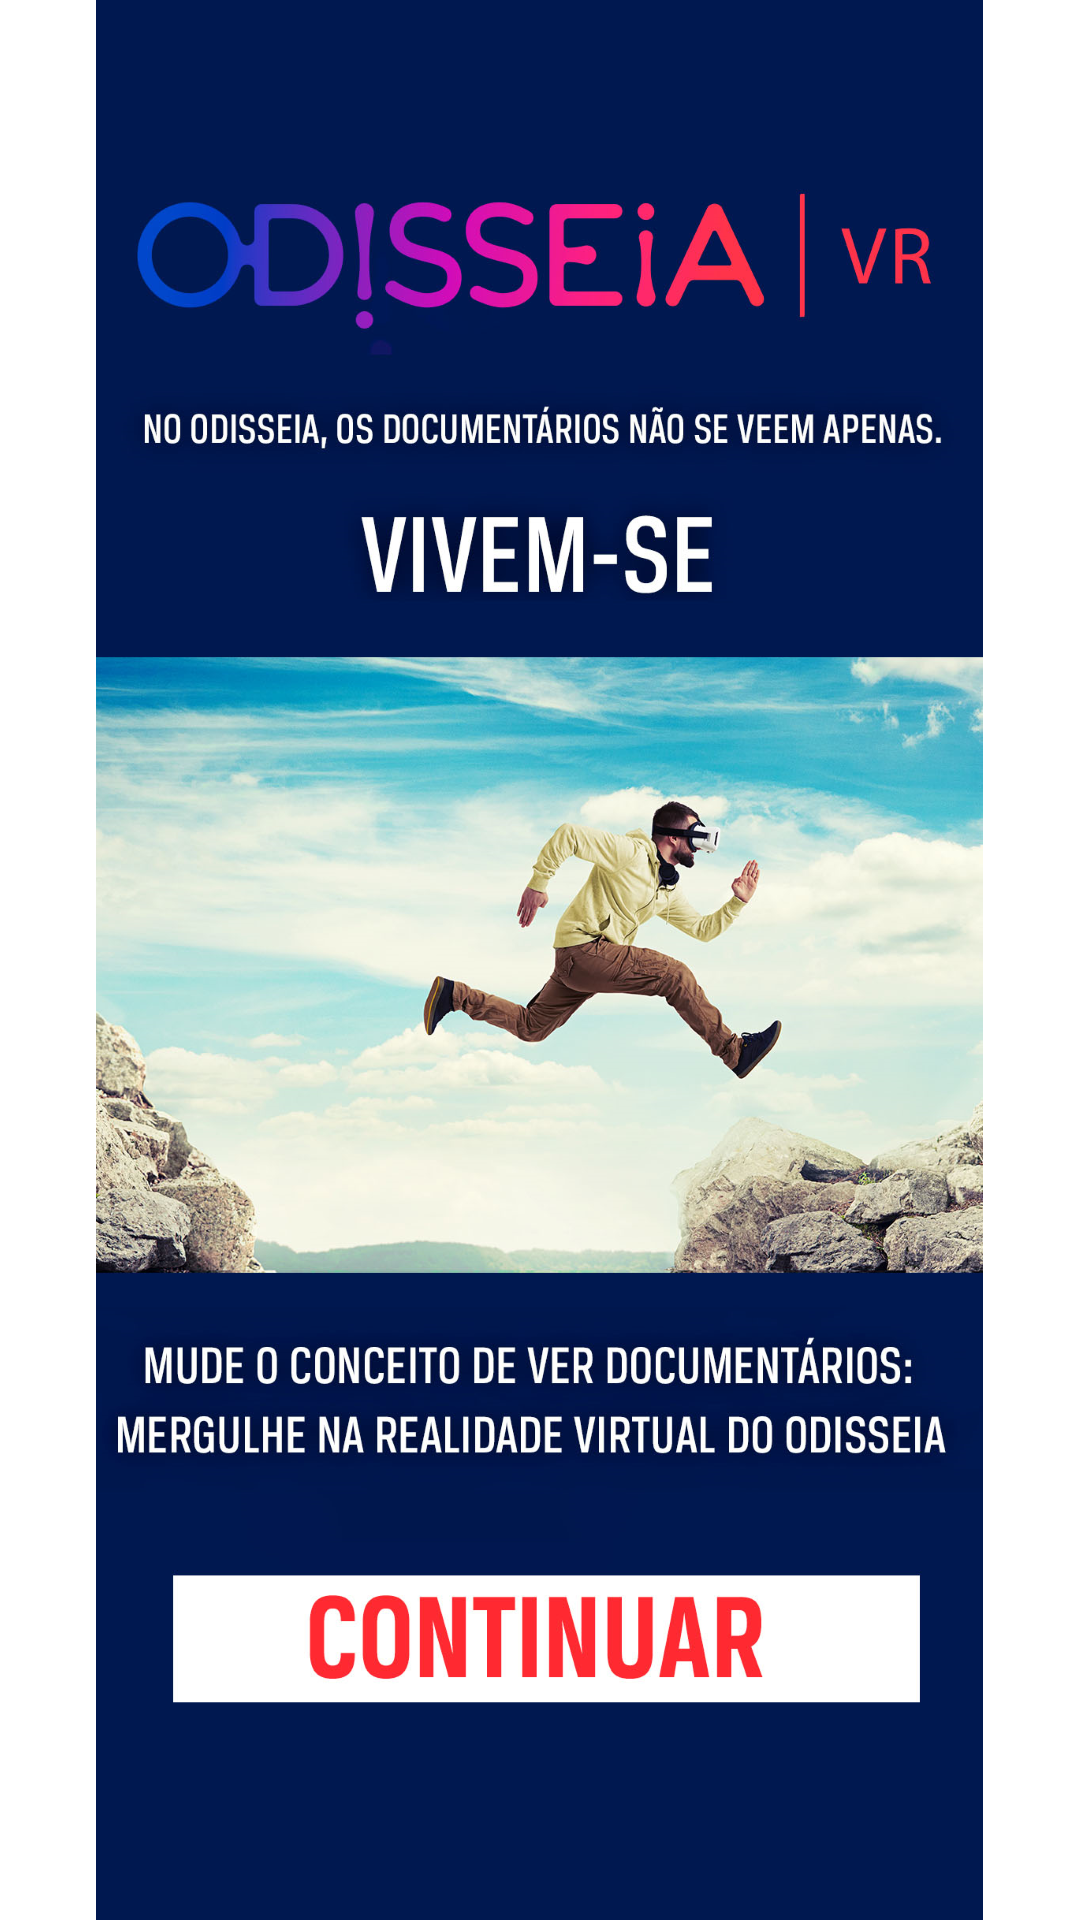 ODISSEiA | VR
NO ODISSEIA, OS DOCUMENTÁRIOS NÃO SE VEEM APENAS.
VIVEM-SE
MUDE O CONCEITO DE VER DOCUMENTÁRIOS:
MERGULHE NA REALIDADE VIRTUAL DO ODISSEIA
CONTINUAR